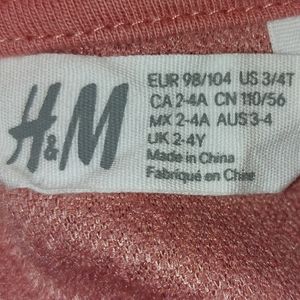 H&M
EUR 98/104 US 3/4T
CA 2-4A CN 110/56
MX 2-4A AUS 3-4
UK 2-4Y
Made in China
Fabriqué en Chine